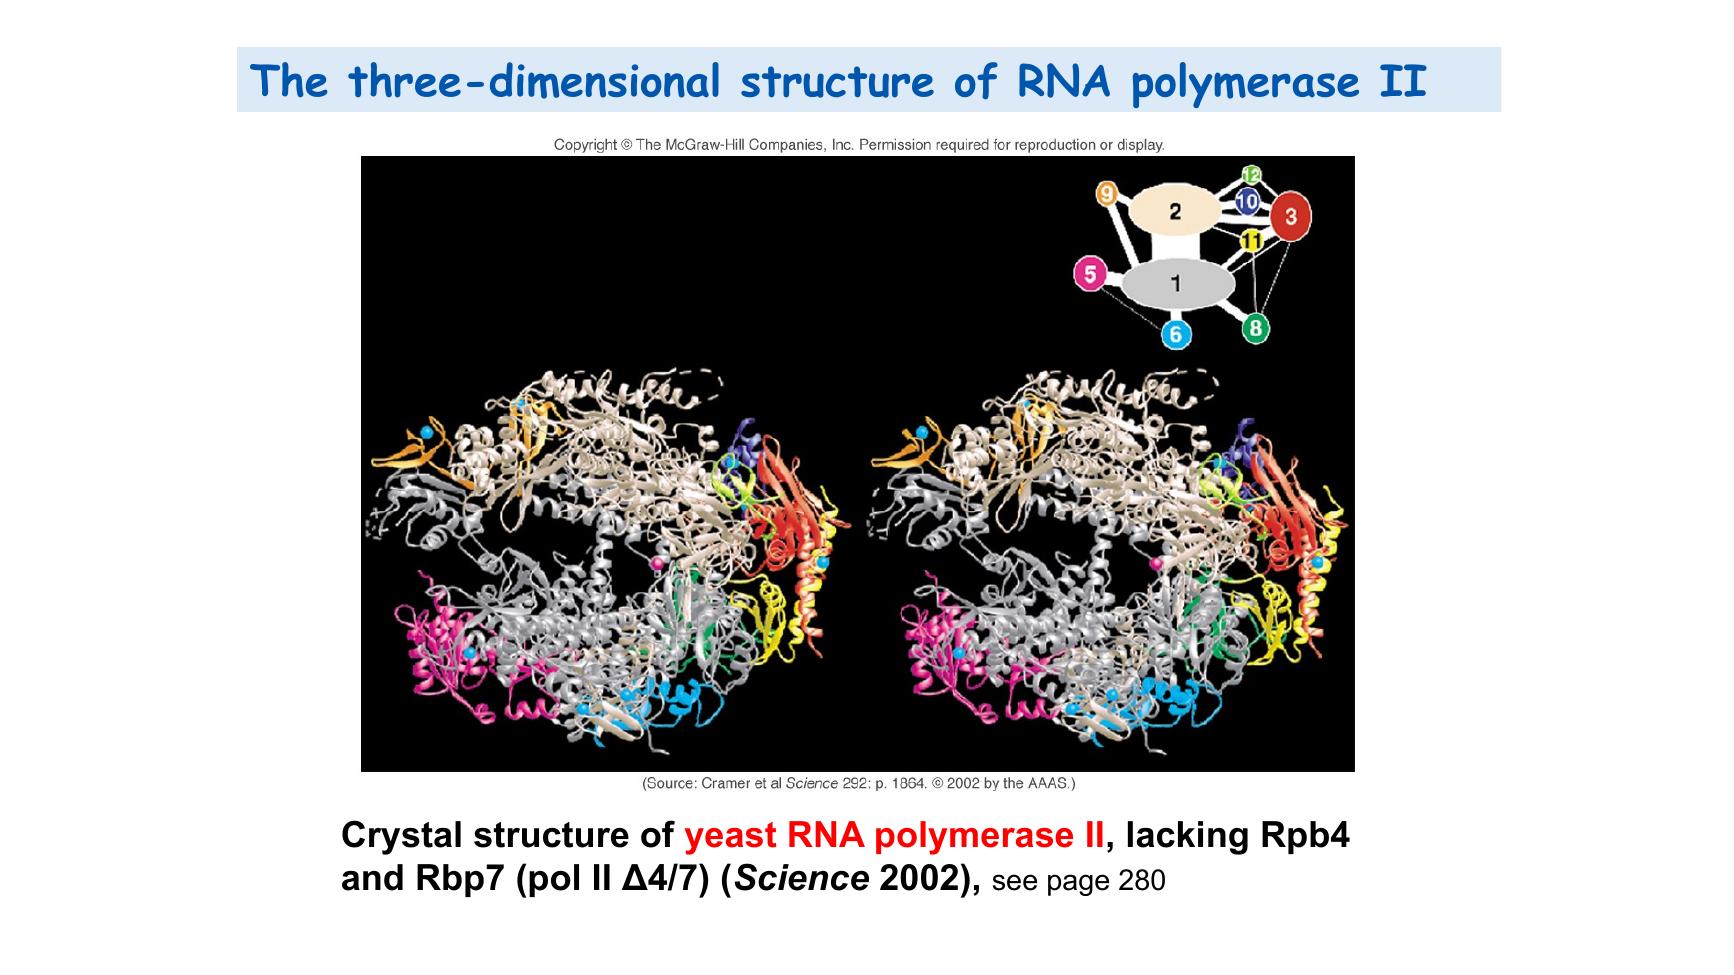 The three-dimensional structure of RNA polymerase II
Copyright © The McGraw-Hill Companies, Inc. Permission required for reproduction or display.
12
9
10
2
3
11
5
1
8
6
(Source: Cramer et al Science 292: p. 1864. © 2002 by the AAAS.)
Crystal structure of yeast RNA polymerase II, lacking Rpb4
and Rbp7 (pol II Δ4/7) (Science 2002), see page 280